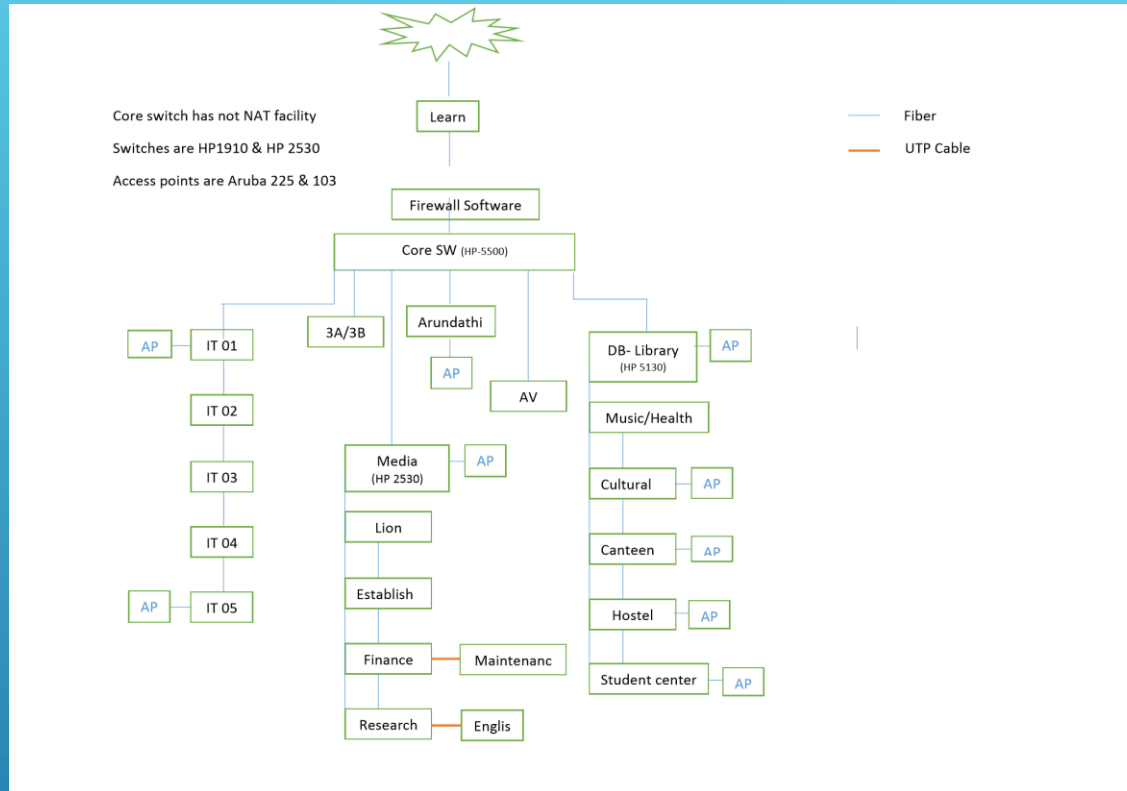 Learn
Core switch has not NAT facility
Switches are HP1910 & HP 2530
Access points are Aruba 225 & 103
Fiber
UTP Cable
Firewall Software
Core SW (HP-5500)
AP
IT 01
3A/3B
Arundathi
AP
AV
DB- Library
(HP 5130)
AP
IT 02
Music/Health
Media
(HP 2530)
AP
IT 03
Cultural
AP
Lion
IT 04
Canteen
AP
Establish
AP
IT 05
Hostel
AP
Finance
Maintenanc
Student center
AP
Research
Englis